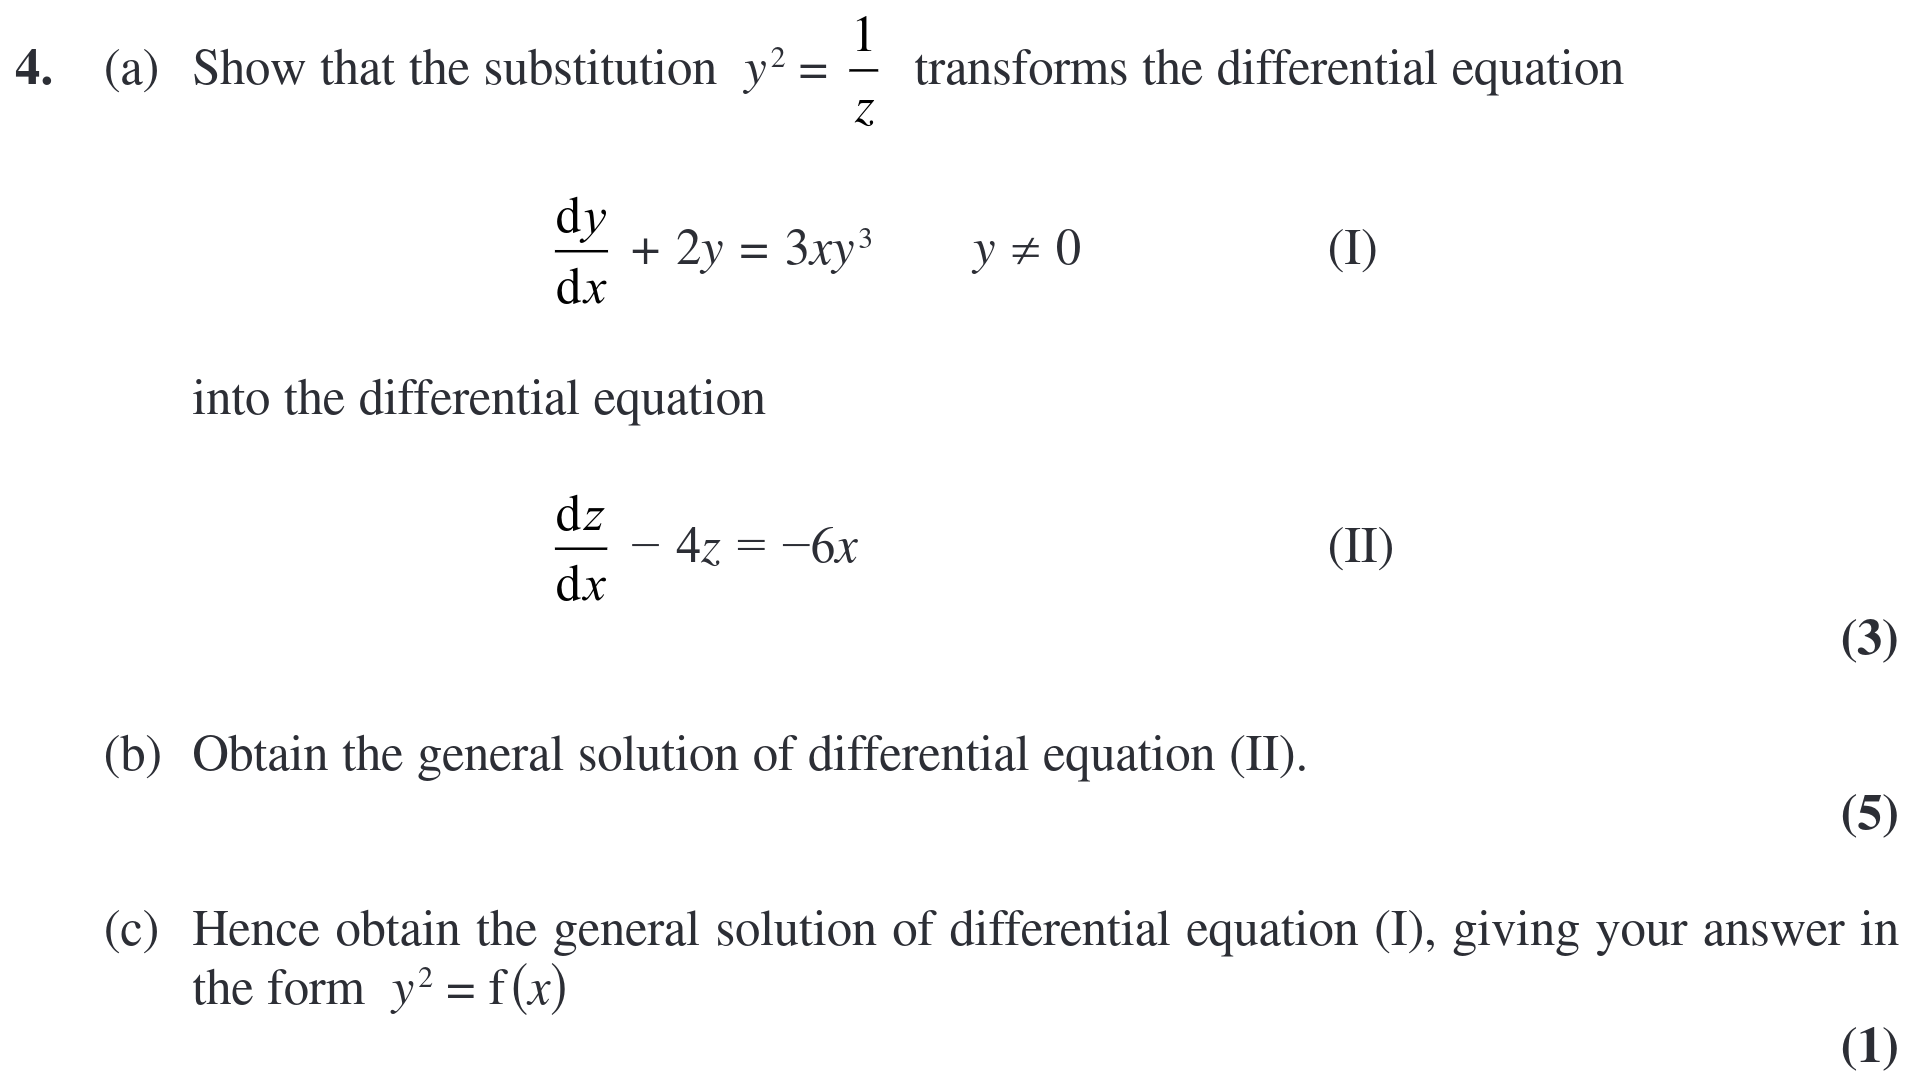 4. (a) Show that the substitution y² = 1/z transforms the differential equation
dy/dx + 2y = 3xy³ y ≠ 0 (I)
into the differential equation
dz/dx − 4z = −6x (II)
(3)
(b) Obtain the general solution of differential equation (II).
(5)
(c) Hence obtain the general solution of differential equation (I), giving your answer in
the form y² = f(x)
(1)